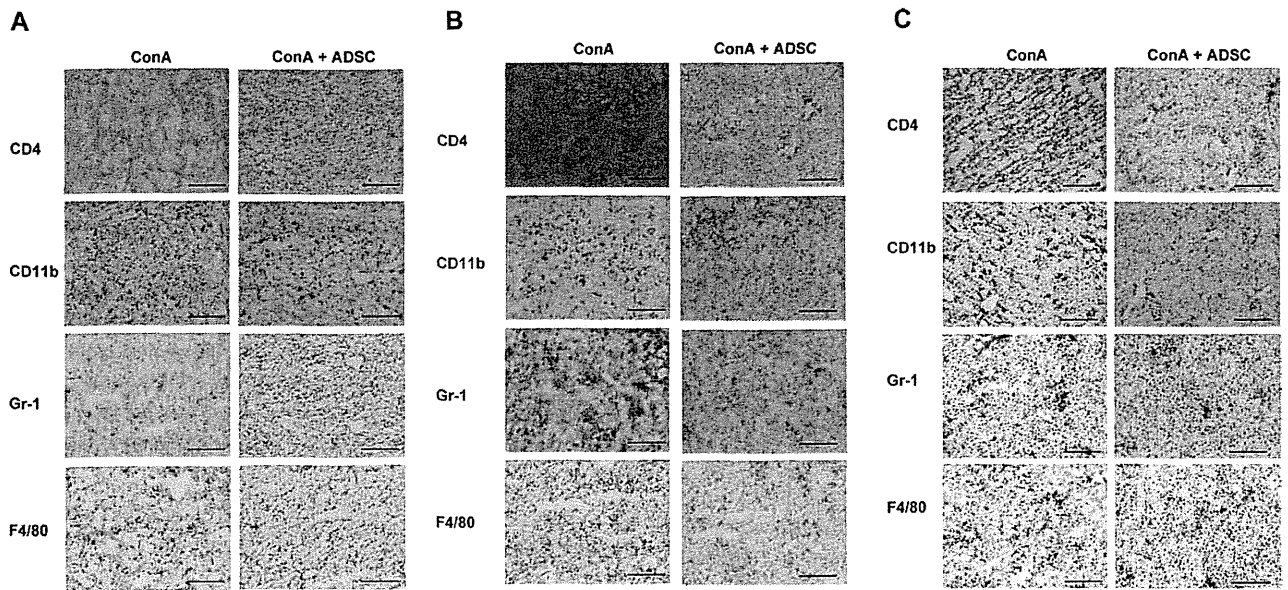 A
ConA
ConA + ADSC
CD4
CD11b
Gr-1
F4/80
B
ConA
ConA + ADSC
CD4
CD11b
Gr-1
F4/80
C
ConA
ConA + ADSC
CD4
CD11b
Gr-1
F4/80